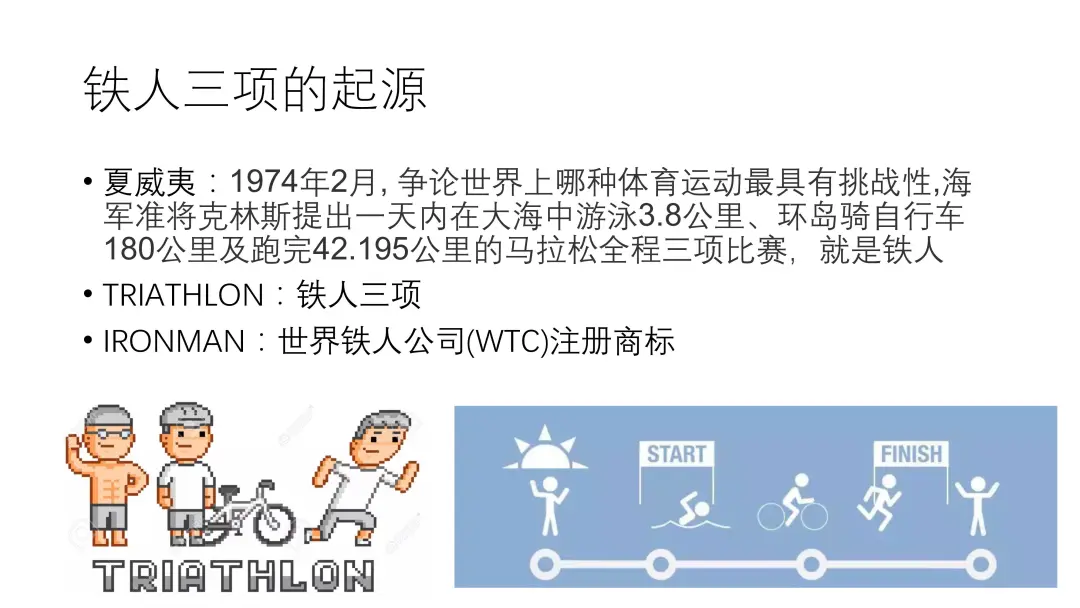 铁人三项的起源
• 夏威夷：1974年2月, 争论世界上哪种体育运动最具有挑战性,海
军准将克林斯提出一天内在大海中游泳3.8公里、环岛骑自行车
180公里及跑完42.195公里的马拉松全程三项比赛，就是铁人
• TRIATHLON：铁人三项
• IRONMAN：世界铁人公司(WTC)注册商标
START
FINISH
TRIATHLON